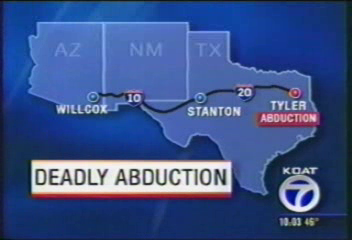 AZ
NM
TX
WILLCOX
10
STANTON
20
TYLER
ABDUCTION
DEADLY ABDUCTION
KOAT
7
10:03 46°